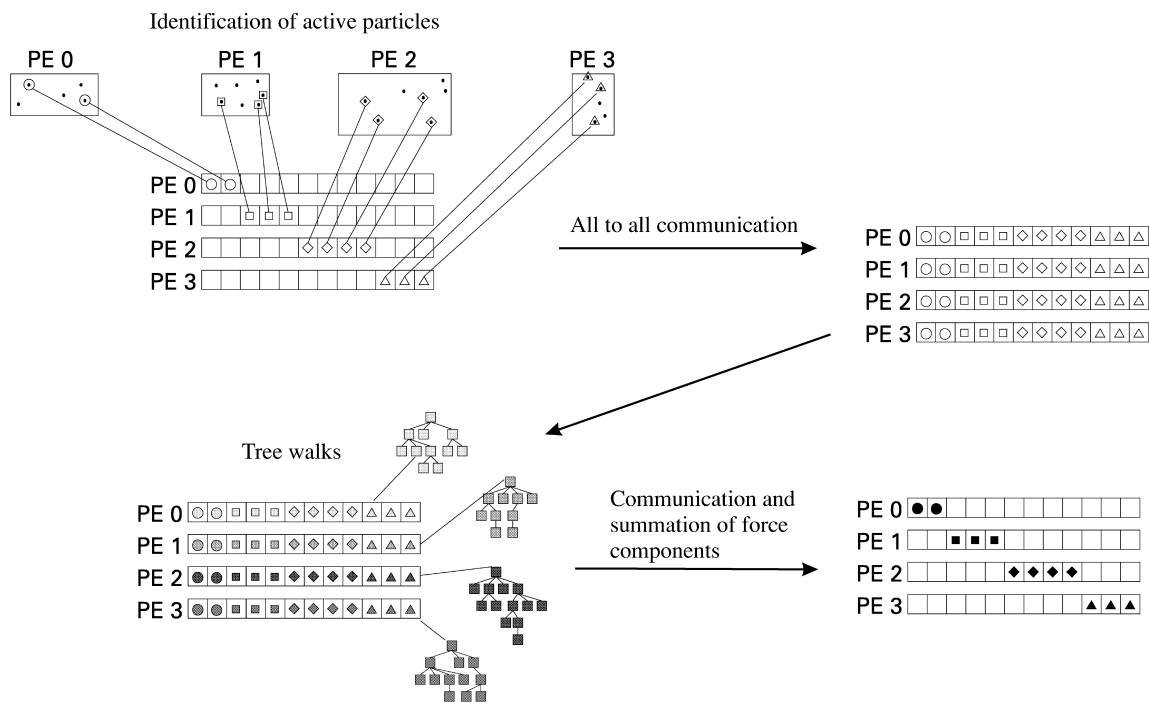 Identification of active particles
PE 0
PE 1
PE 2
PE 3
PE 0
PE 1
PE 2
PE 3
All to all communication
PE 0
PE 1
PE 2
PE 3
Tree walks
PE 0
PE 1
PE 2
PE 3
Communication and
summation of force
components
PE 0
PE 1
PE 2
PE 3